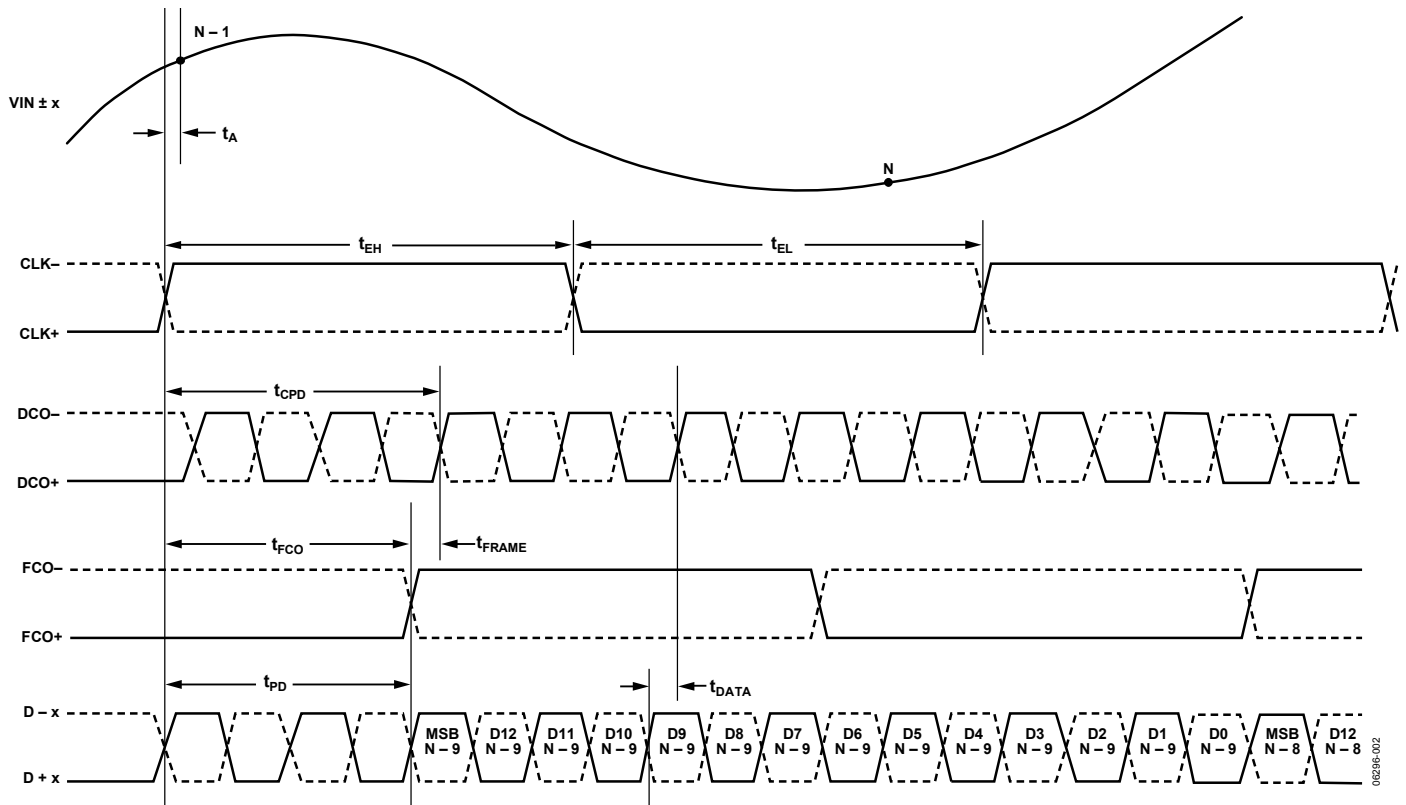 N – 1
VIN ± x
tA
N
tEH
tEL
CLK–
CLK+
tCPD
DCO–
DCO+
tFCO
tFRAME
FCO–
FCO+
tPD
tDATA
D – x
MSB N – 9
D12 N – 9
D11 N – 9
D10 N – 9
D9 N – 9
D8 N – 9
D7 N – 9
D6 N – 9
D5 N – 9
D4 N – 9
D3 N – 9
D2 N – 9
D1 N – 9
D0 N – 9
MSB N – 8
D12 N – 8
D + x
06296-002